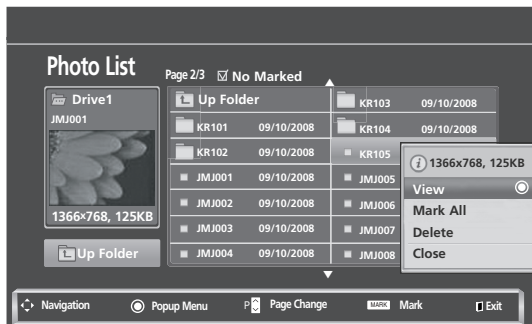 Photo List
Page 2/3 No Marked
Drive1
JMJ001
1366×768, 125KB
Up Folder
Up Folder
KR101 09/10/2008
KR102 09/10/2008
JMJ001 09/10/2008
JMJ002 09/10/2008
JMJ003 09/10/2008
JMJ004 09/10/2008
KR103 09/10/2008
KR104 09/10/2008
KR105
JMJ005
JMJ006
JMJ007
JMJ008
1366x768, 125KB
View
Mark All
Delete
Close
Navigation Popup Menu P Page Change MARK Mark Exit